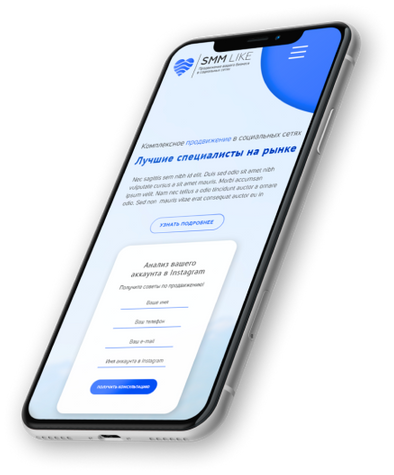 SMM LIKE
Продвижение вашего бизнеса
в социальных сетях
Комплексное продвижение в социальных сетях
Лучшие специалисты на рынке
Nec sagittis sem nibh id elit. Duis sed odio sit amet nibh
vulputate cursus a sit amet mauris. Morbi accumsan
ipsum velit. Nam nec tellus a odio tincidunt auctor a ornare
odio. Sed non mauris vitae erat consequat auctor eu in
УЗНАТЬ ПОДРОБНЕЕ
Анализ вашего
аккаунта в Instagram
Получите советы по продвижению!
Ваше имя
Ваш телефон
Ваш e-mail
Имя аккаунта в Instagram
ПОЛУЧИТЬ КОНСУЛЬТАЦИЮ